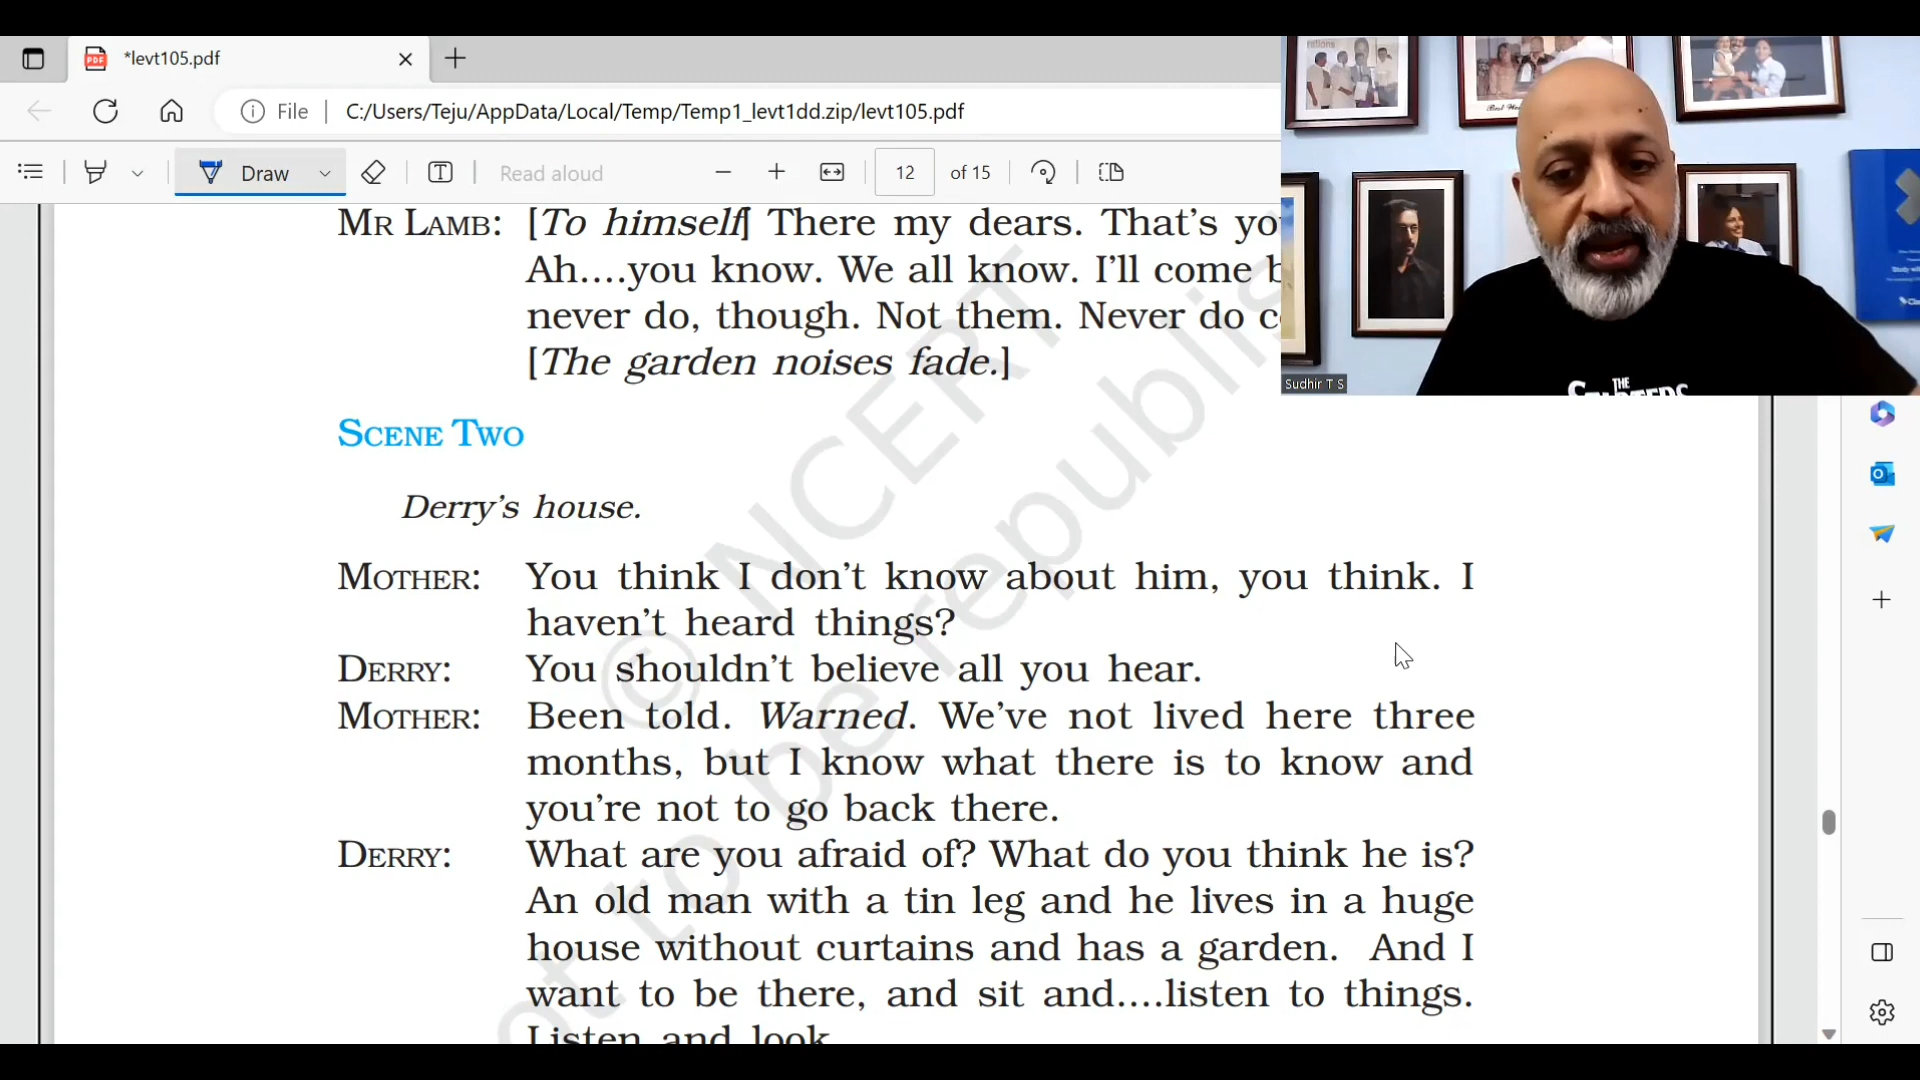 *levt105.pdf
File
C:/Users/Teju/AppData/Local/Temp/Temp1_levt1dd.zip/levt105.pdf
Draw
Read aloud
12 of 15
MR LAMB: [To himself] There my dears. That's yo
Ah....you know. We all know. I'll come b
never do, though. Not them. Never do c
[The garden noises fade.]
SCENE TWO
Derry's house.
MOTHER: You think I don't know about him, you think. I
haven't heard things?
DERRY: You shouldn't believe all you hear.
MOTHER: Been told. Warned. We've not lived here three
months, but I know what there is to know and
you're not to go back there.
DERRY: What are you afraid of? What do you think he is?
An old man with a tin leg and he lives in a huge
house without curtains and has a garden. And I
want to be there, and sit and....listen to things.
Listen and look.
© NCERT
not to be republis
Sudhir T S
THE